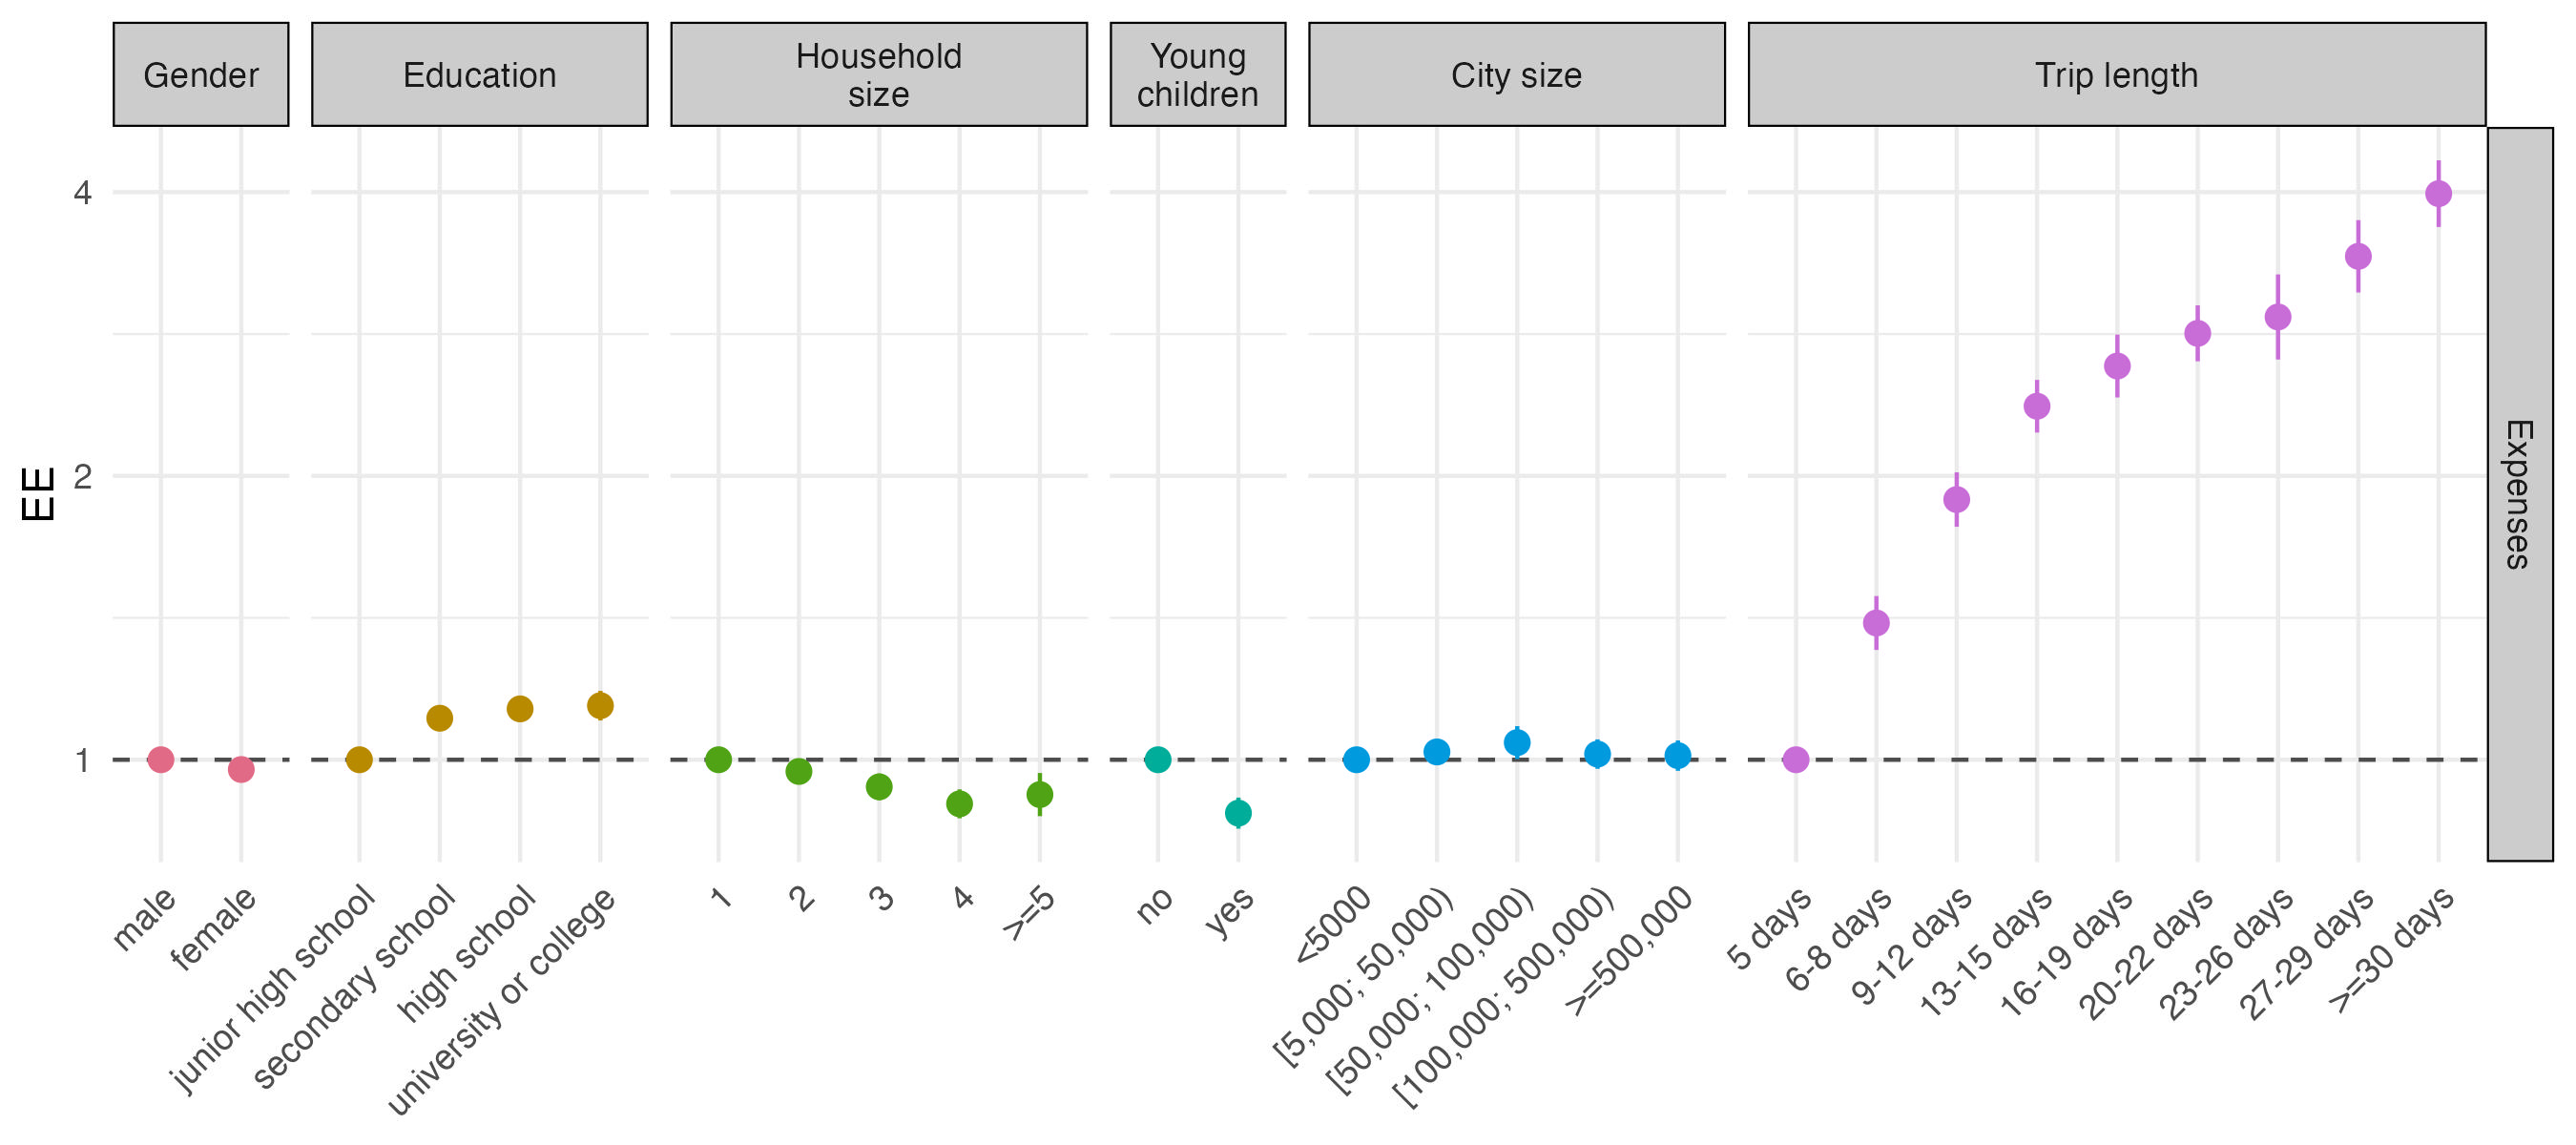 Gender
Education
Household
size
Young
children
City size
Trip length
Expenses
EE
4
2
1
male
female
junior high school
secondary school
high school
university or college
1
2
3
4
>=5
no
yes
<5000
[5,000; 50,000)
[50,000; 100,000)
[100,000; 500,000)
>=500,000
5 days
6-8 days
9-12 days
13-15 days
16-19 days
20-22 days
23-26 days
27-29 days
>=30 days